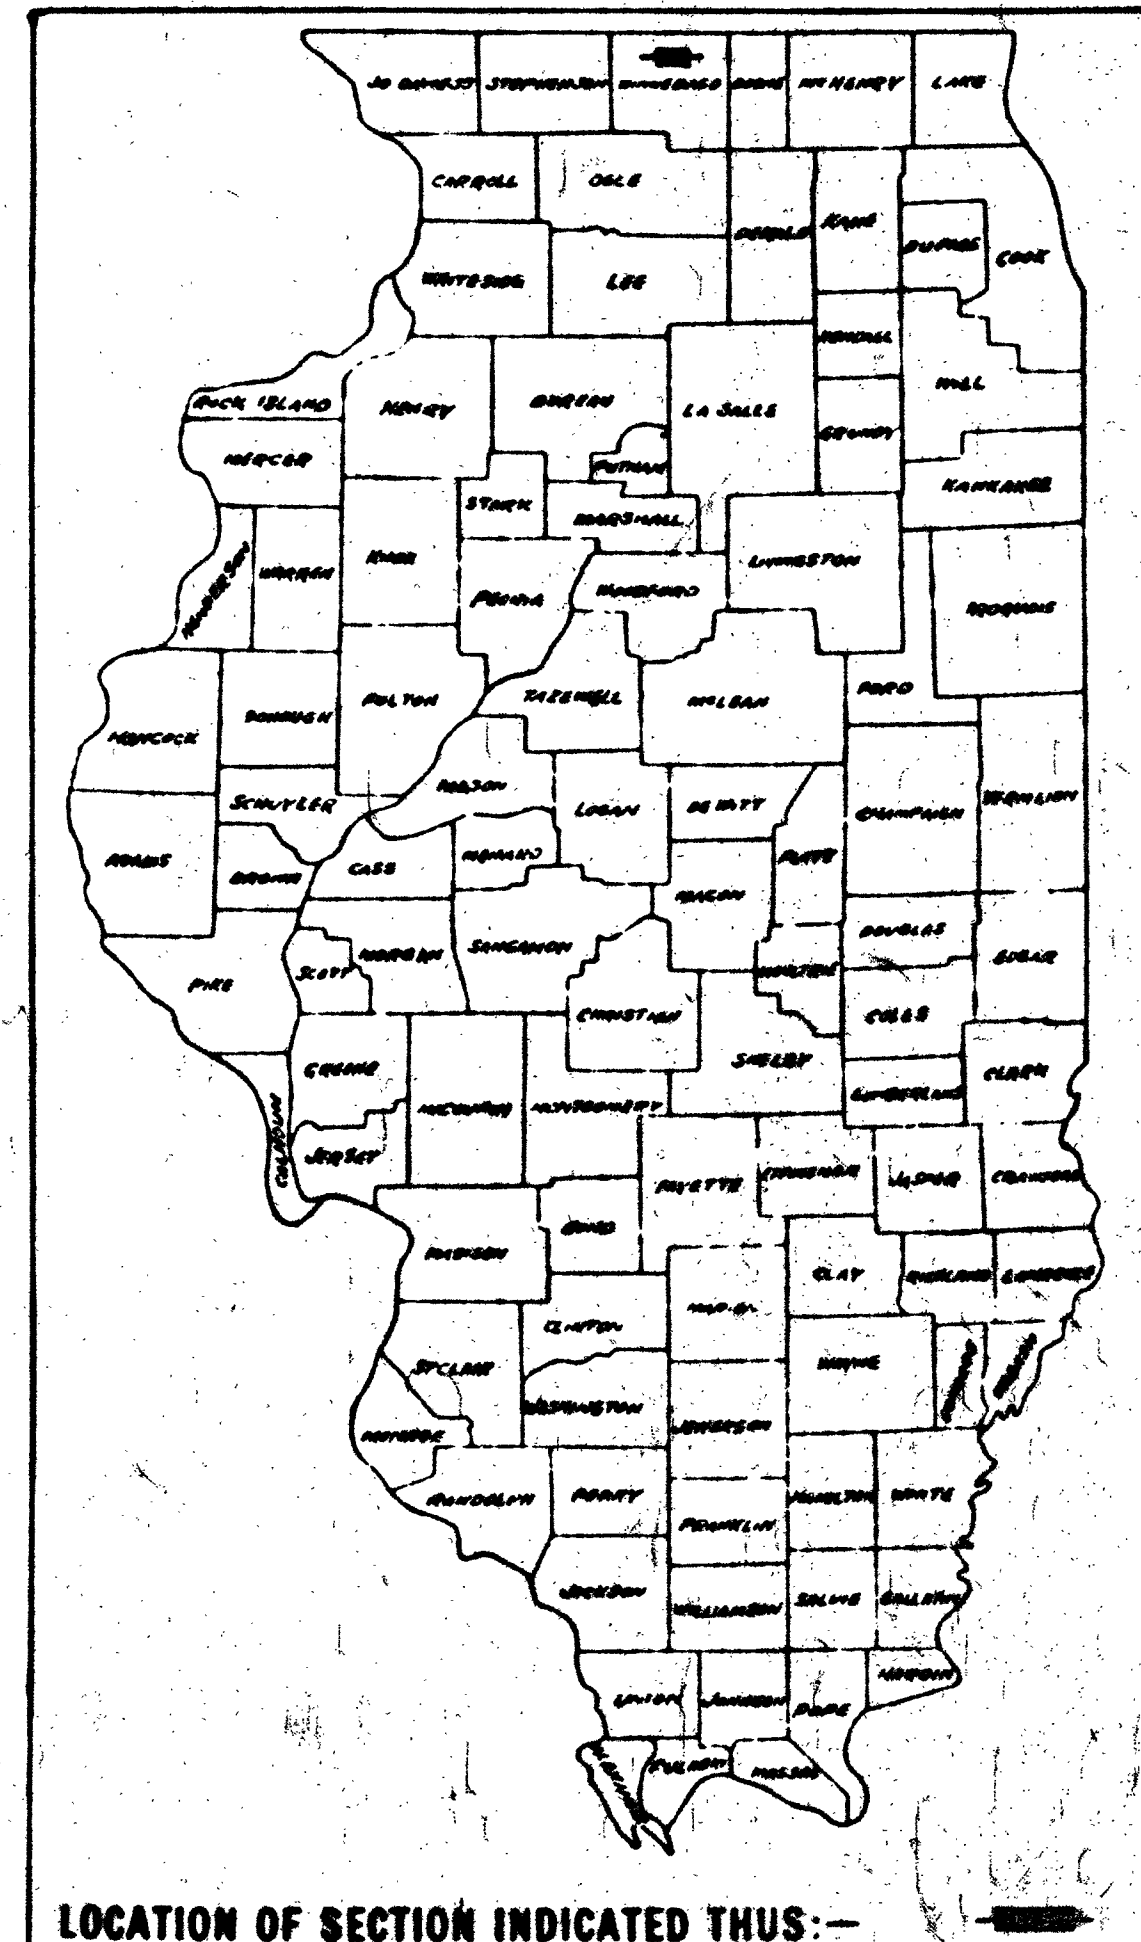 JO DAVIESS STEPHENSON WINNEBAGO BOONE McHENRY LAKE
CARROLL OGLE
DEKALB KANE
DUPAGE COOK
WHITESIDE LEE
KENDALL
WILL
ROCK ISLAND HENRY BUREAU LA SALLE
GRUNDY
MERCER PUTNAM
KANKAKEE
STARK MARSHALL
HENDERSON WARREN KNOX LIVINGSTON
PEORIA WOODFORD
IROQUOIS
FULTON TAZEWELL McLEAN FORD
HANCOCK DONOUGH
SCHUYLER MASON LOGAN DE WITT CHAMPAIGN VERMILION
ADAMS BROWN CASS MENARD PIATT
MACON
SANGAMON DOUGLAS
PIKE SCOTT MORGAN MOULTRIE EDGAR
CHRISTIAN COLES
GREENE SHELBY CLARK
CUMBERLAND
CALHOUN JERSEY MACOUPIN MONTGOMERY
FAYETTE EFFINGHAM JASPER CRAWFORD
MADISON BOND
CLAY RICHLAND LAWRENCE
MARION
CLINTON
ST CLAIR WAYNE
WASHINGTON JEFFERSON
MONROE
RANDOLPH PERRY HAMILTON WHITE
FRANKLIN
JACKSON WILLIAMSON SALINE GALLATIN
HARDIN
UNION JOHNSON POPE
PULASKI MASSAC
LOCATION OF SECTION INDICATED THUS:—